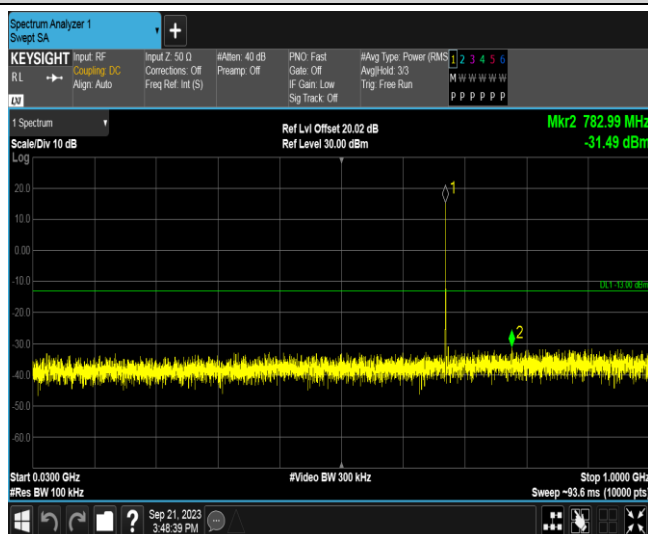 Spectrum Analyzer 1
Swept SA
+
KEYSIGHT
RL
LXI
Input: RF
Coupling: DC
Align: Auto
Input Z: 50 Ω
Corrections: Off
Freq Ref: Int (S)
#Atten: 40 dB
Preamp: Off
PNO: Fast
Gate: Off
IF Gain: Low
Sig Track: Off
#Avg Type: Power (RMS
Avg|Hold: 3/3
Trig: Free Run
1 2 3 4 5 6
M W W W W W
P P P P P P
1 Spectrum
Scale/Div 10 dB
Log
Ref Lvl Offset 20.02 dB
Ref Level 30.00 dBm
Mkr2 782.99 MHz
-31.49 dBm
20.0
10.0
0.00
-10.0
-20.0
-30.0
-40.0
-50.0
-60.0
1
DL1 -13.00 dBm
2
Start 0.0300 GHz
#Res BW 100 kHz
#Video BW 300 kHz
Stop 1.0000 GHz
Sweep ~93.6 ms (10000 pts)
?
Sep 21, 2023
3:48:39 PM